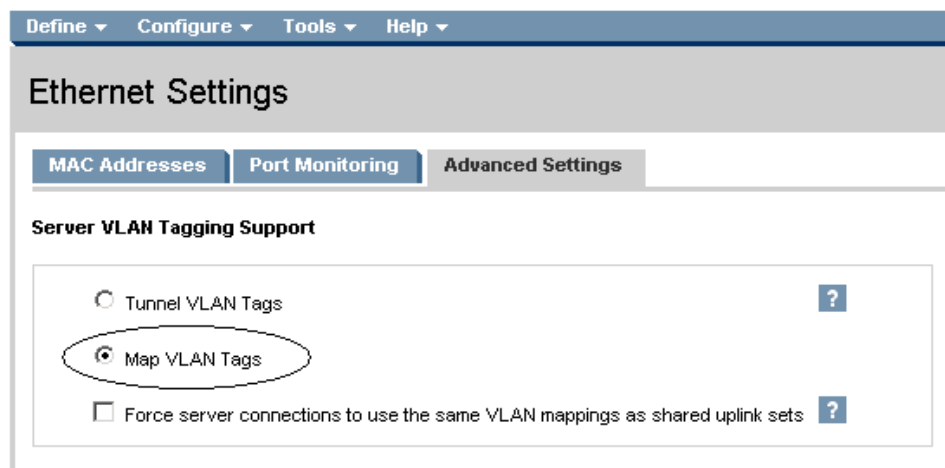 Define Configure Tools Help
Ethernet Settings
MAC Addresses Port Monitoring Advanced Settings
Server VLAN Tagging Support
Tunnel VLAN Tags ?
Map VLAN Tags
Force server connections to use the same VLAN mappings as shared uplink sets ?